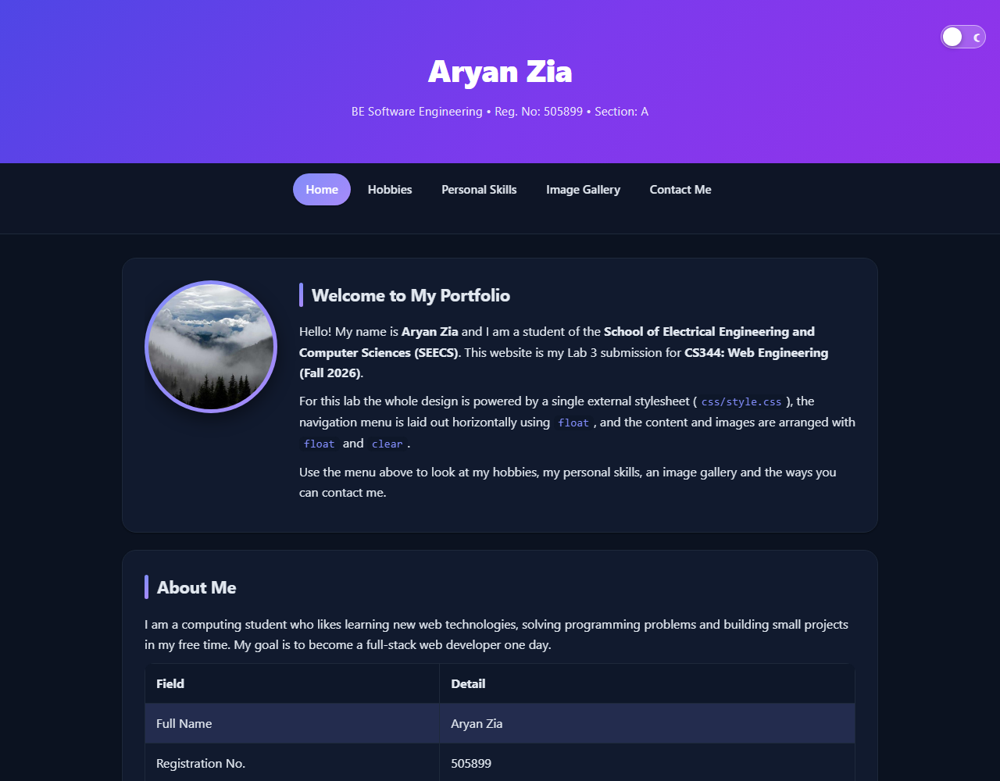 Aryan Zia
BE Software Engineering • Reg. No: 505899 • Section: A
Home Hobbies Personal Skills Image Gallery Contact Me
Welcome to My Portfolio
Hello! My name is Aryan Zia and I am a student of the School of Electrical Engineering and
Computer Sciences (SEECS). This website is my Lab 3 submission for CS344: Web Engineering
(Fall 2026).
For this lab the whole design is powered by a single external stylesheet ( css/style.css ), the
navigation menu is laid out horizontally using float , and the content and images are arranged with
float and clear .
Use the menu above to look at my hobbies, my personal skills, an image gallery and the ways you
can contact me.
About Me
I am a computing student who likes learning new web technologies, solving programming problems and building small projects
in my free time. My goal is to become a full-stack web developer one day.
Field Detail
Full Name Aryan Zia
Registration No. 505899